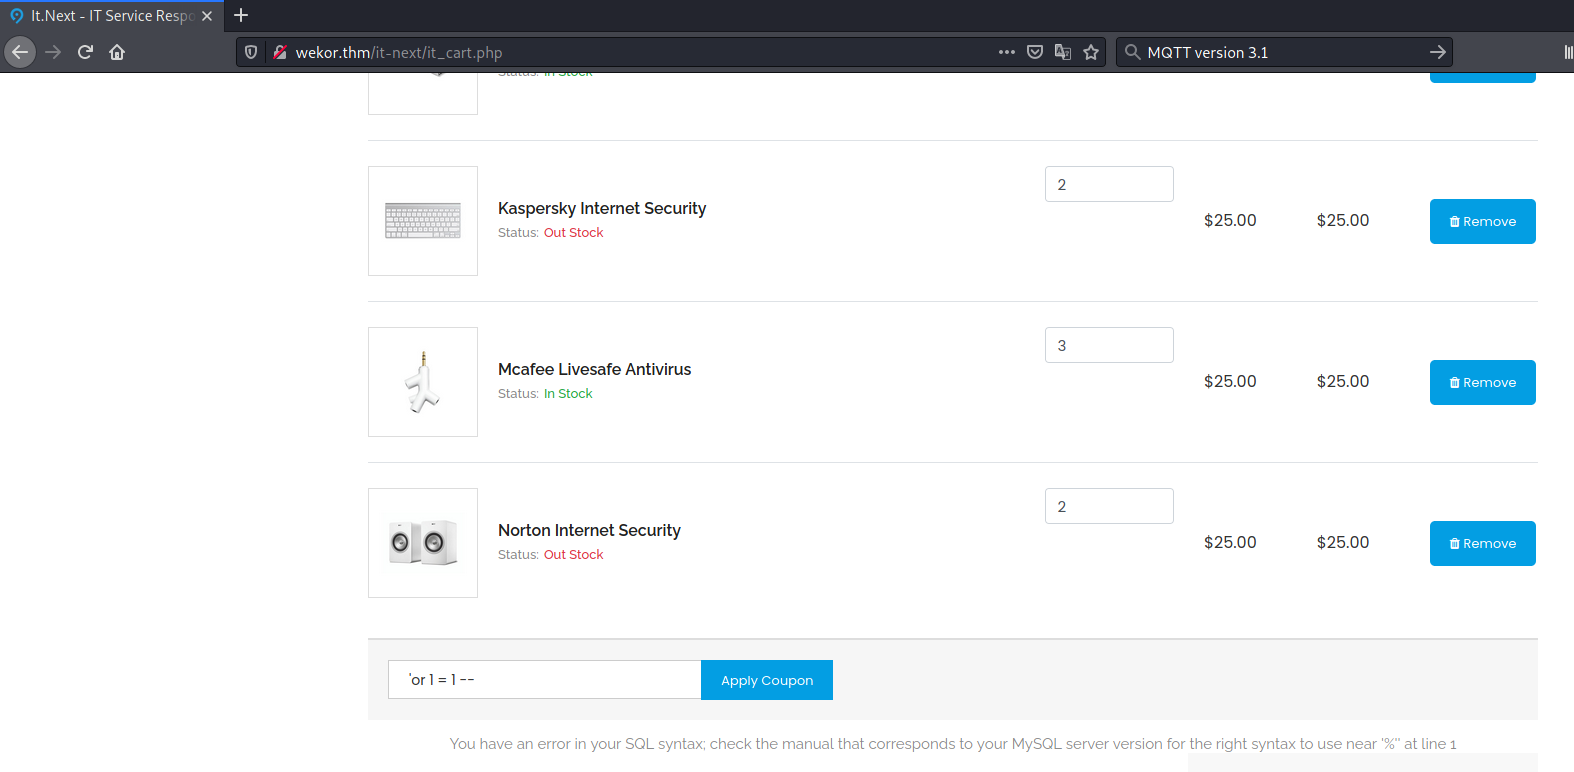 It.Next - IT Service Respo
wekor.thm/it-next/it_cart.php
MQTT version 3.1
Status: In Stock
2
Kaspersky Internet Security
Status: Out Stock
$25.00 $25.00
Remove
3
Mcafee Livesafe Antivirus
Status: In Stock
$25.00 $25.00
Remove
2
Norton Internet Security
Status: Out Stock
$25.00 $25.00
Remove
'or 1 = 1 --
Apply Coupon
You have an error in your SQL syntax; check the manual that corresponds to your MySQL server version for the right syntax to use near '%'' at line 1